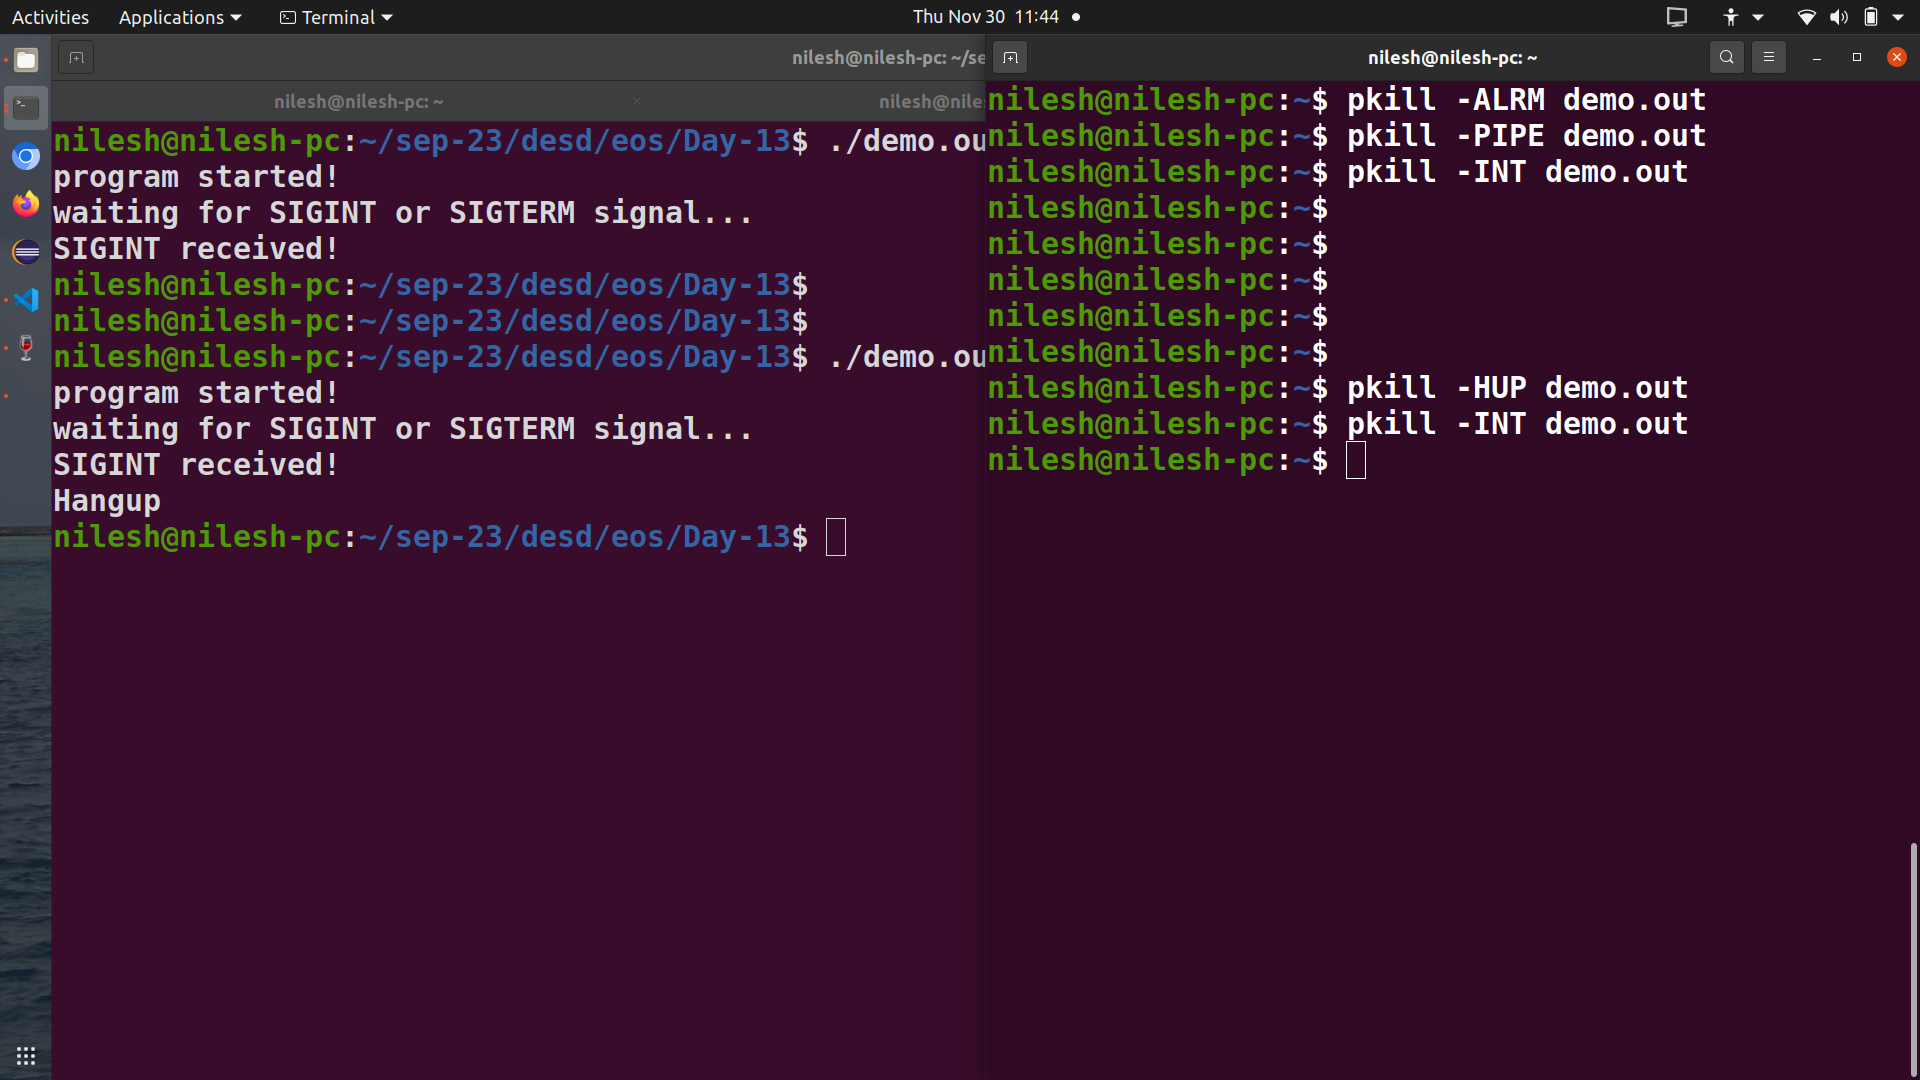 Activities Applications Terminal Thu Nov 30 11:44
nilesh@nilesh-pc: ~/se
nilesh@nilesh-pc: ~ nilesh@niles
nilesh@nilesh-pc:~/sep-23/desd/eos/Day-13$ ./demo.ou
program started!
waiting for SIGINT or SIGTERM signal...
SIGINT received!
nilesh@nilesh-pc:~/sep-23/desd/eos/Day-13$
nilesh@nilesh-pc:~/sep-23/desd/eos/Day-13$
nilesh@nilesh-pc:~/sep-23/desd/eos/Day-13$ ./demo.ou
program started!
waiting for SIGINT or SIGTERM signal...
SIGINT received!
Hangup
nilesh@nilesh-pc:~/sep-23/desd/eos/Day-13$
nilesh@nilesh-pc: ~
nilesh@nilesh-pc:~$ pkill -ALRM demo.out
nilesh@nilesh-pc:~$ pkill -PIPE demo.out
nilesh@nilesh-pc:~$ pkill -INT demo.out
nilesh@nilesh-pc:~$
nilesh@nilesh-pc:~$
nilesh@nilesh-pc:~$
nilesh@nilesh-pc:~$
nilesh@nilesh-pc:~$
nilesh@nilesh-pc:~$ pkill -HUP demo.out
nilesh@nilesh-pc:~$ pkill -INT demo.out
nilesh@nilesh-pc:~$